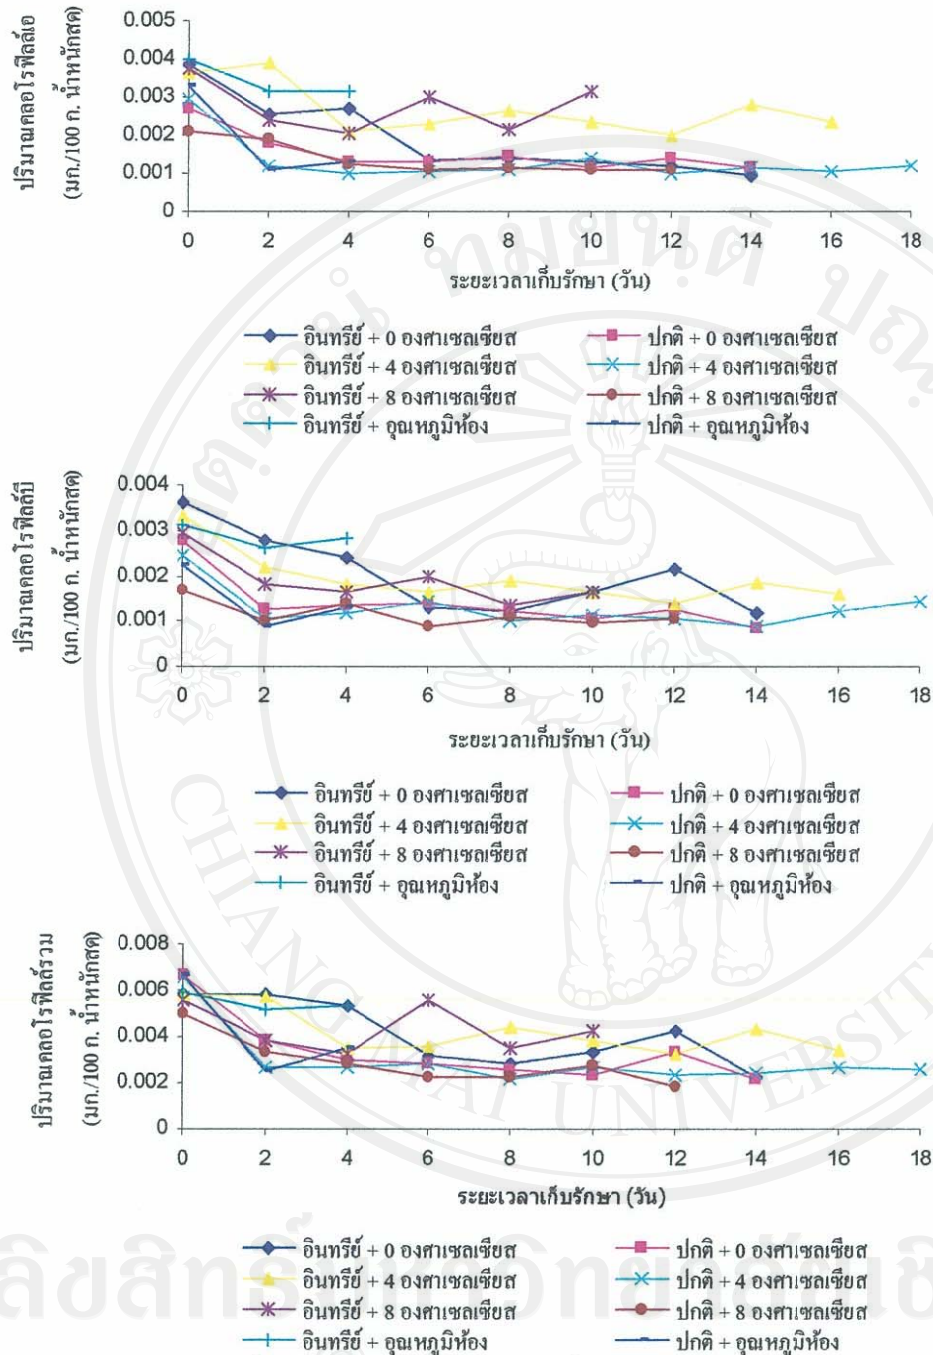 ปริมาณคลอโรฟิลล์เอ
(มก./100 ก. น้ำหนักสด)
0.005
0.004
0.003
0.002
0.001
0
0 2 4 6 8 10 12 14 16 18
ระยะเวลาเก็บรักษา (วัน)
อินทรีย์ + 0 องศาเซลเซียส ปกติ + 0 องศาเซลเซียส
อินทรีย์ + 4 องศาเซลเซียส ปกติ + 4 องศาเซลเซียส
อินทรีย์ + 8 องศาเซลเซียส ปกติ + 8 องศาเซลเซียส
อินทรีย์ + อุณหภูมิห้อง ปกติ + อุณหภูมิห้อง
ปริมาณคลอโรฟิลล์บี
(มก./100 ก. น้ำหนักสด)
0.004
0.003
0.002
0.001
0
0 2 4 6 8 10 12 14 16 18
ระยะเวลาเก็บรักษา (วัน)
อินทรีย์ + 0 องศาเซลเซียส ปกติ + 0 องศาเซลเซียส
อินทรีย์ + 4 องศาเซลเซียส ปกติ + 4 องศาเซลเซียส
อินทรีย์ + 8 องศาเซลเซียส ปกติ + 8 องศาเซลเซียส
อินทรีย์ + อุณหภูมิห้อง ปกติ + อุณหภูมิห้อง
ปริมาณคลอโรฟิลล์รวม
(มก./100 ก. น้ำหนักสด)
0.008
0.006
0.004
0.002
0
0 2 4 6 8 10 12 14 16 18
ระยะเวลาเก็บรักษา (วัน)
อินทรีย์ + 0 องศาเซลเซียส ปกติ + 0 องศาเซลเซียส
อินทรีย์ + 4 องศาเซลเซียส ปกติ + 4 องศาเซลเซียส
อินทรีย์ + 8 องศาเซลเซียส ปกติ + 8 องศาเซลเซียส
อินทรีย์ + อุณหภูมิห้อง ปกติ + อุณหภูมิห้อง
CHIANG MAI UNIVERSITY